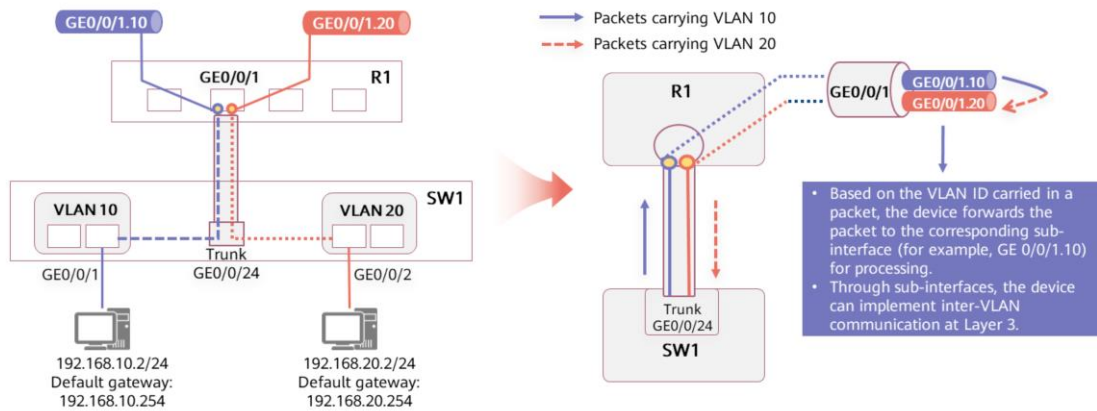 GE0/0/1.10
GE0/0/1.20
GE0/0/1
R1
VLAN 10
VLAN 20
SW1
Trunk
GE0/0/24
GE0/0/1
GE0/0/2
192.168.10.2/24
Default gateway:
192.168.10.254
192.168.20.2/24
Default gateway:
192.168.20.254
Packets carrying VLAN 10
Packets carrying VLAN 20
R1
GE0/0/1
GE0/0/1.10
GE0/0/1.20
Trunk
GE0/0/24
SW1
• Based on the VLAN ID carried in a
packet, the device forwards the
packet to the corresponding sub-
interface (for example, GE 0/0/1.10)
for processing.
• Through sub-interfaces, the device
can implement inter-VLAN
communication at Layer 3.